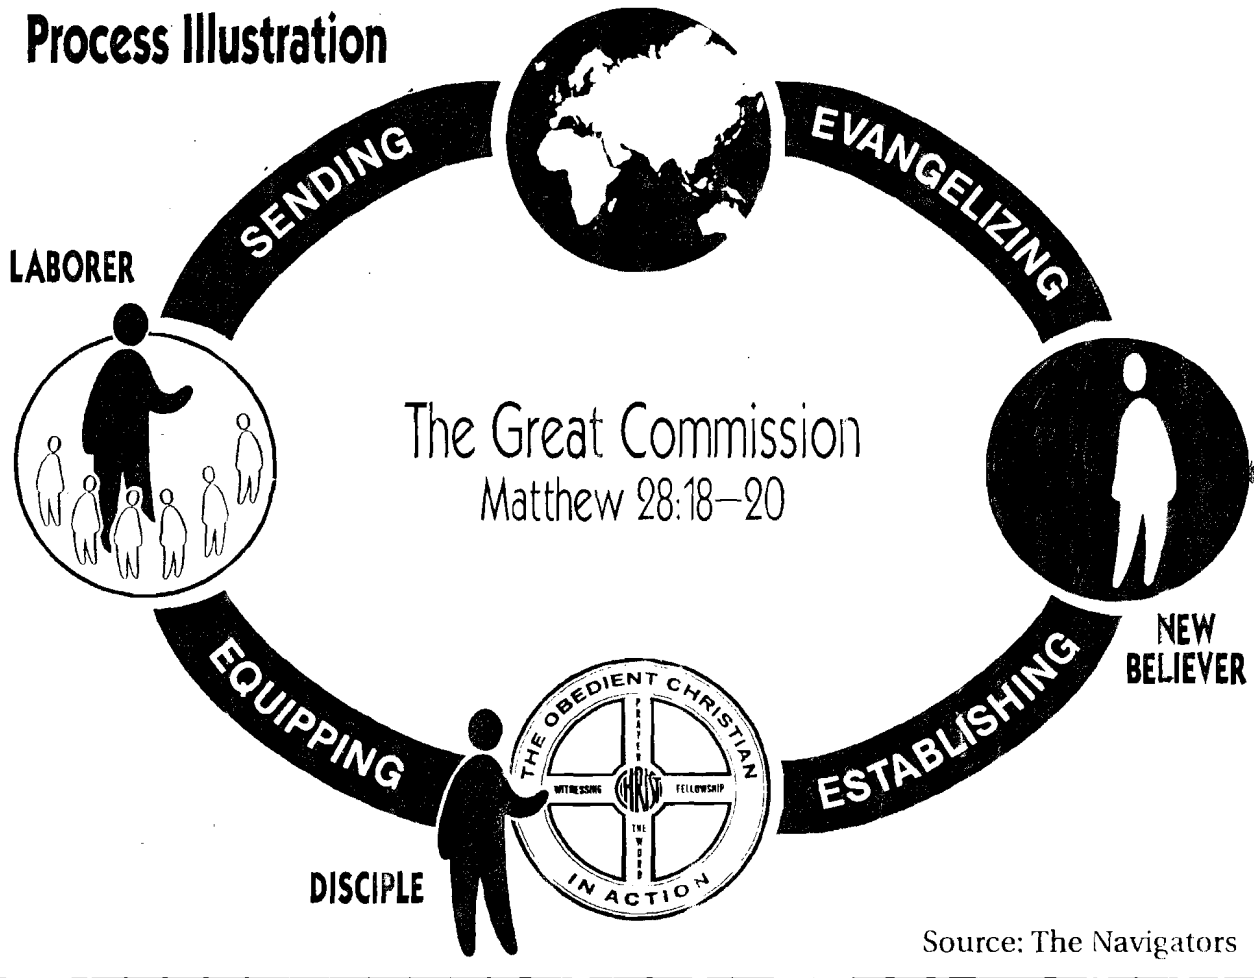 Process Illustration
SENDING
EVANGELIZING
LABORER
The Great Commission
Matthew 28:18–20
NEW
BELIEVER
EQUIPPING
ESTABLISHING
THE OBEDIENT CHRISTIAN
PRAYER
WITNESSING
CHRIST
FELLOWSHIP
THE WORD
IN ACTION
DISCIPLE
Source: The Navigators